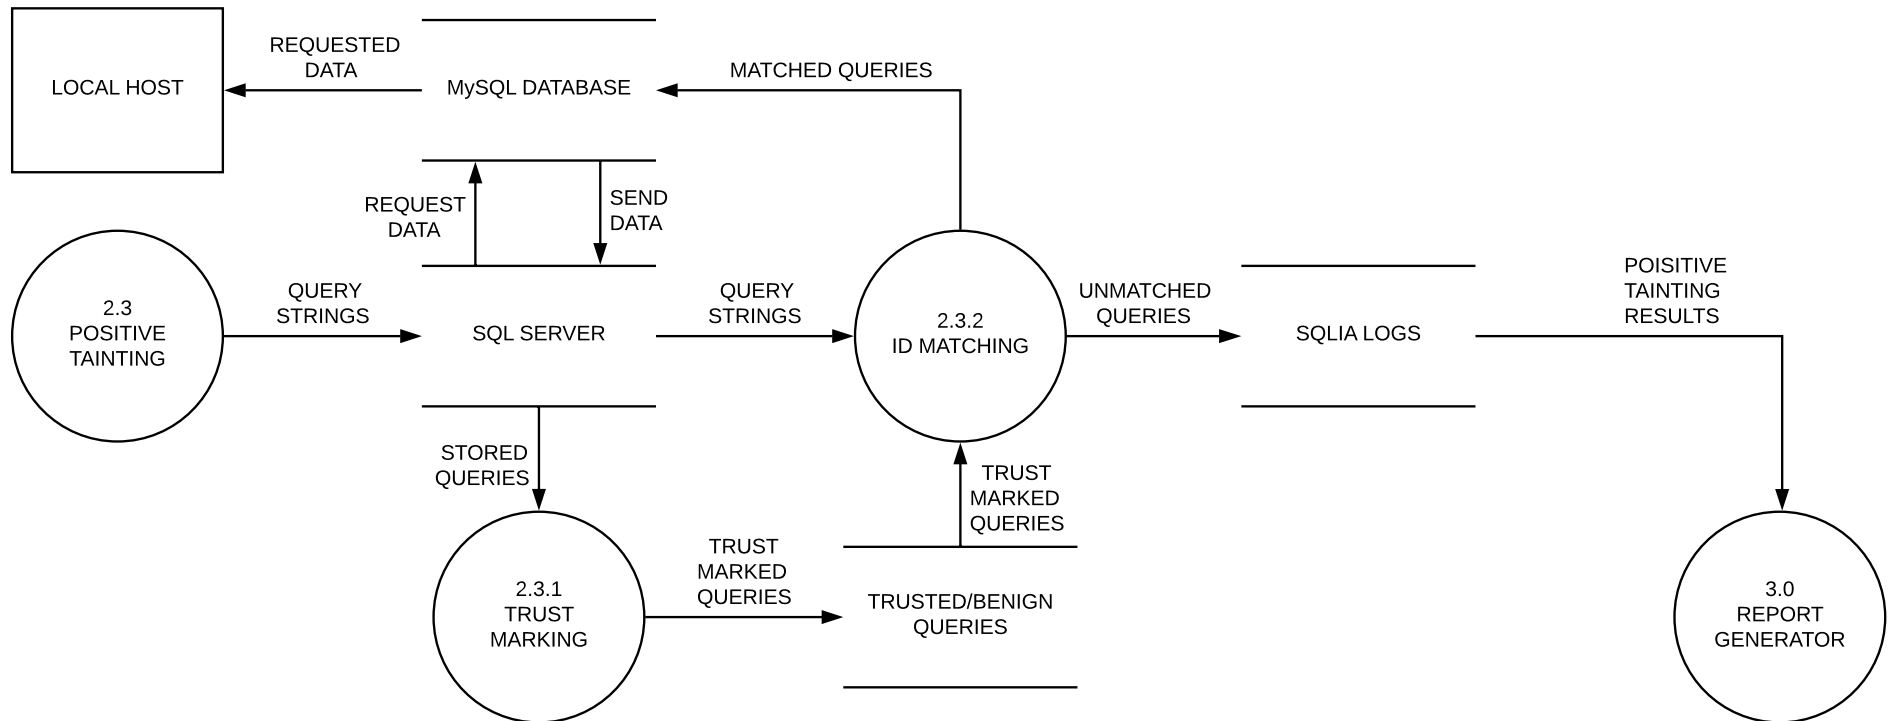 REQUESTED
DATA
LOCAL HOST
MySQL DATABASE
MATCHED QUERIES
REQUEST
DATA
SEND
DATA
2.3
POSITIVE
TAINTING
QUERY
STRINGS
SQL SERVER
QUERY
STRINGS
2.3.2
ID MATCHING
UNMATCHED
QUERIES
SQLIA LOGS
POISITIVE
TAINTING
RESULTS
STORED
QUERIES
TRUST
MARKED
QUERIES
2.3.1
TRUST
MARKING
TRUST
MARKED
QUERIES
TRUSTED/BENIGN
QUERIES
3.0
REPORT
GENERATOR